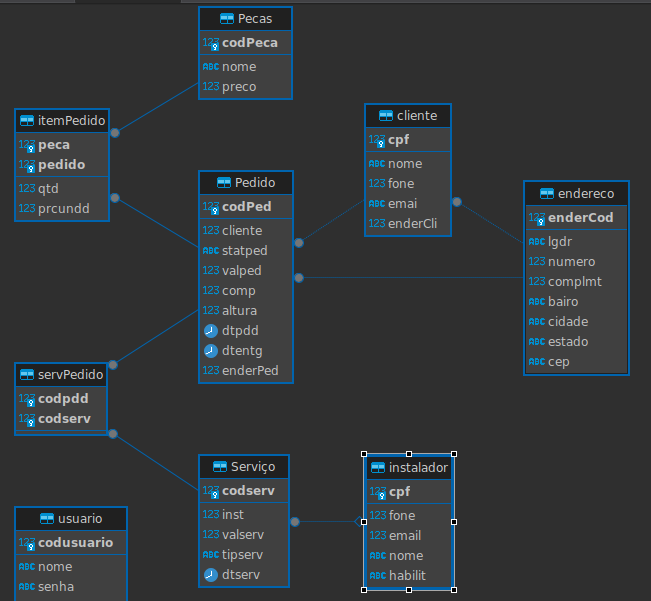 Pecas
123 codPeca
ABC nome
123 preco
itemPedido
123 peca
123 pedido
123 qtd
123 prcundd
Pedido
123 codPed
123 cliente
ABC statped
123 valped
123 comp
123 altura
dtpdd
dtentg
123 enderPed
cliente
123 cpf
ABC nome
123 fone
ABC emai
123 enderCli
endereco
123 enderCod
ABC lgdr
123 numero
123 complmt
ABC bairo
ABC cidade
ABC estado
ABC cep
servPedido
123 codpdd
123 codserv
Serviço
123 codserv
123 inst
123 valserv
ABC tipserv
dtserv
instalador
123 cpf
123 fone
123 email
ABC nome
ABC habilit
usuario
123 codusuario
ABC nome
ABC senha